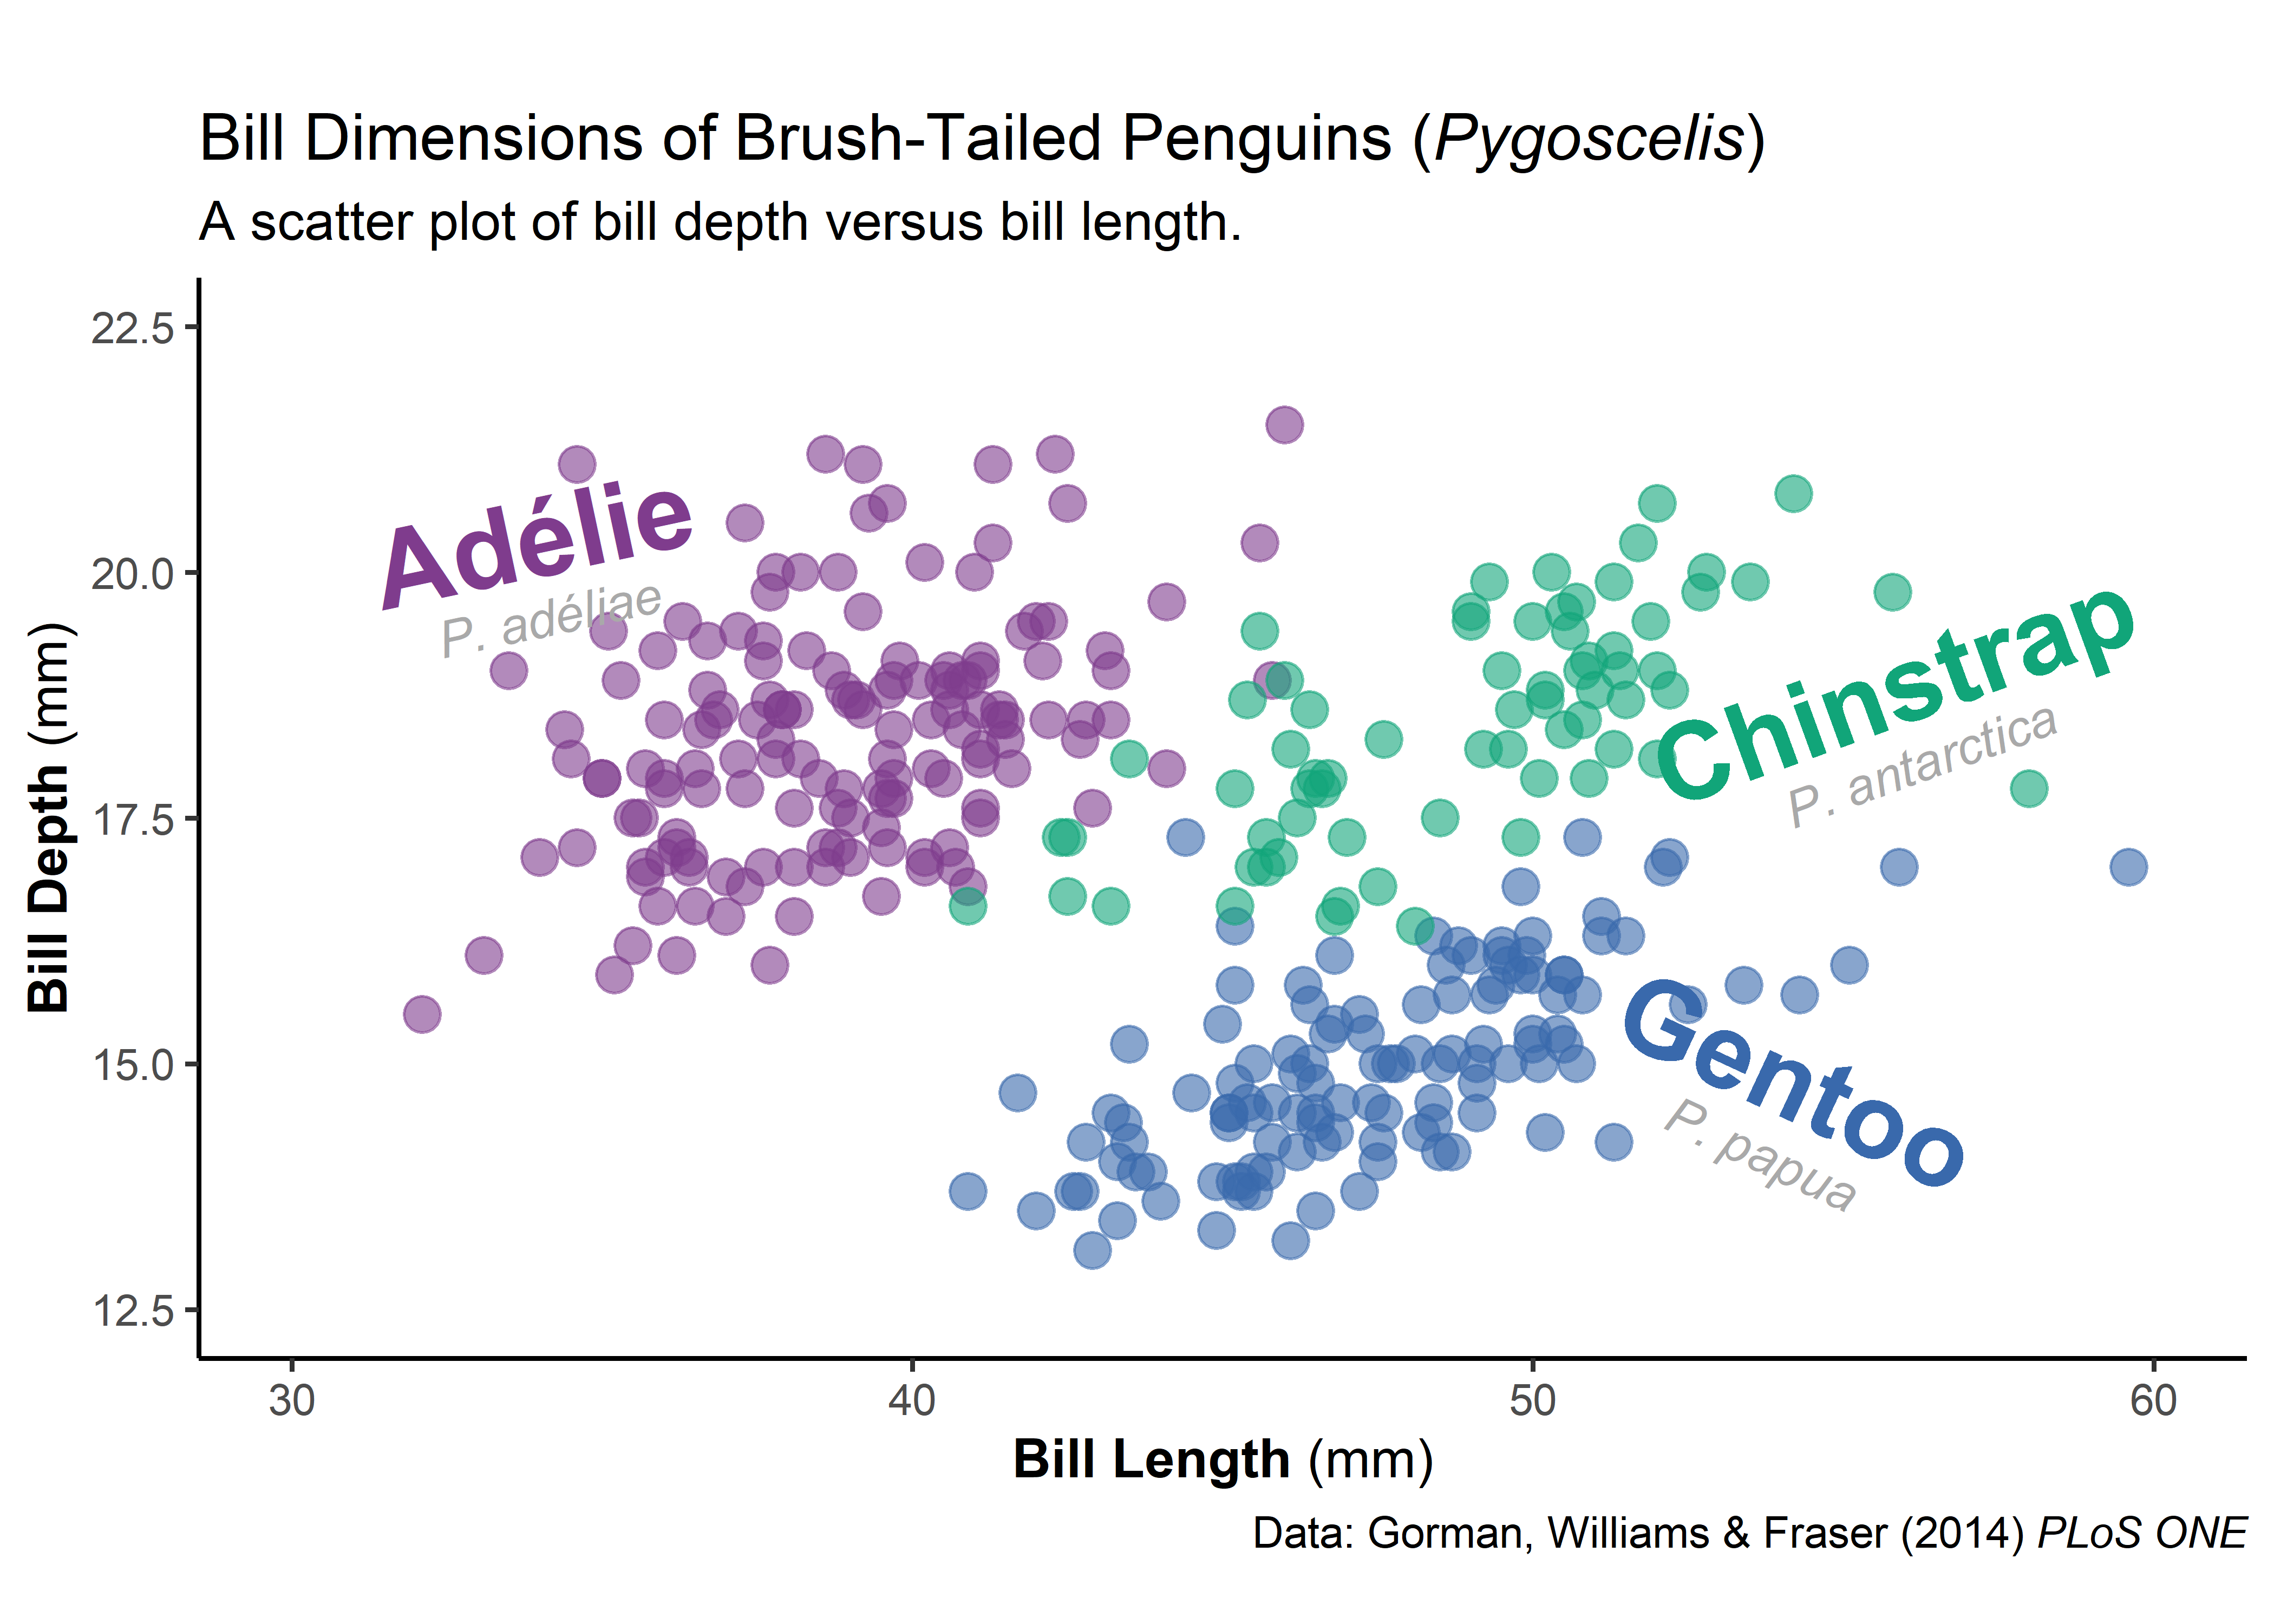 Bill Dimensions of Brush-Tailed Penguins (Pygoscelis)
A scatter plot of bill depth versus bill length.
Bill Depth (mm)
22.5
20.0
17.5
15.0
12.5
Adélie
P. adéliae
Chinstrap
P. antarctica
Gentoo
P. papua
30 40 50 60
Bill Length (mm)
Data: Gorman, Williams & Fraser (2014) PLoS ONE